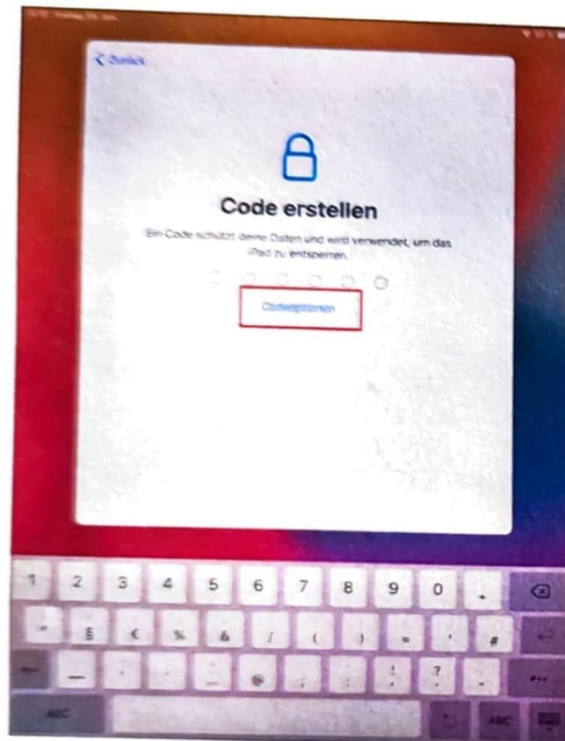 Zurück
Code erstellen
Ein Code schützt deine Daten und wird verwendet, um das
iPad zu entsperren.
Codeoptionen
1 2 3 4 5 6 7 8 9 0
§ € % & / ( ) = ' #
@ ! ?
ABC ABC